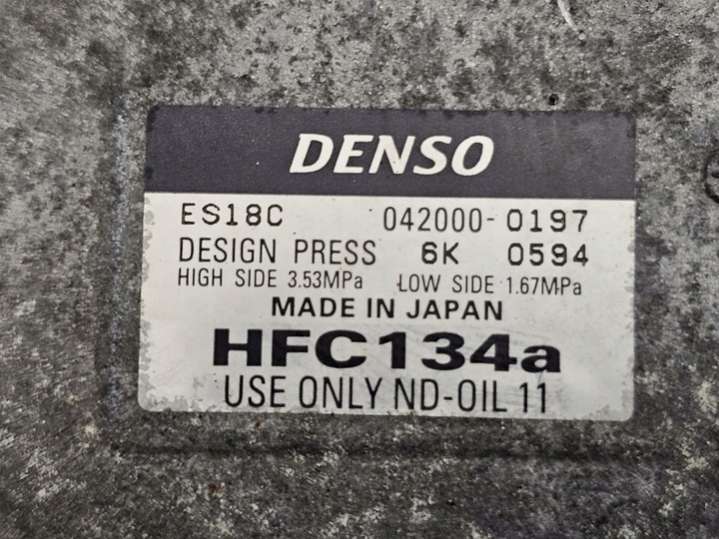 DENSO
ES18C 042000-0197
DESIGN PRESS 6K 0594
HIGH SIDE 3.53MPa LOW SIDE 1.67MPa
MADE IN JAPAN
HFC134a
USE ONLY ND-OIL 11